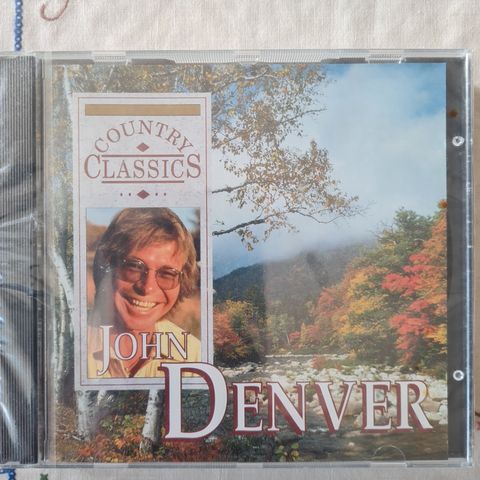 COUNTRY
CLASSICS
JOHN
DENVER